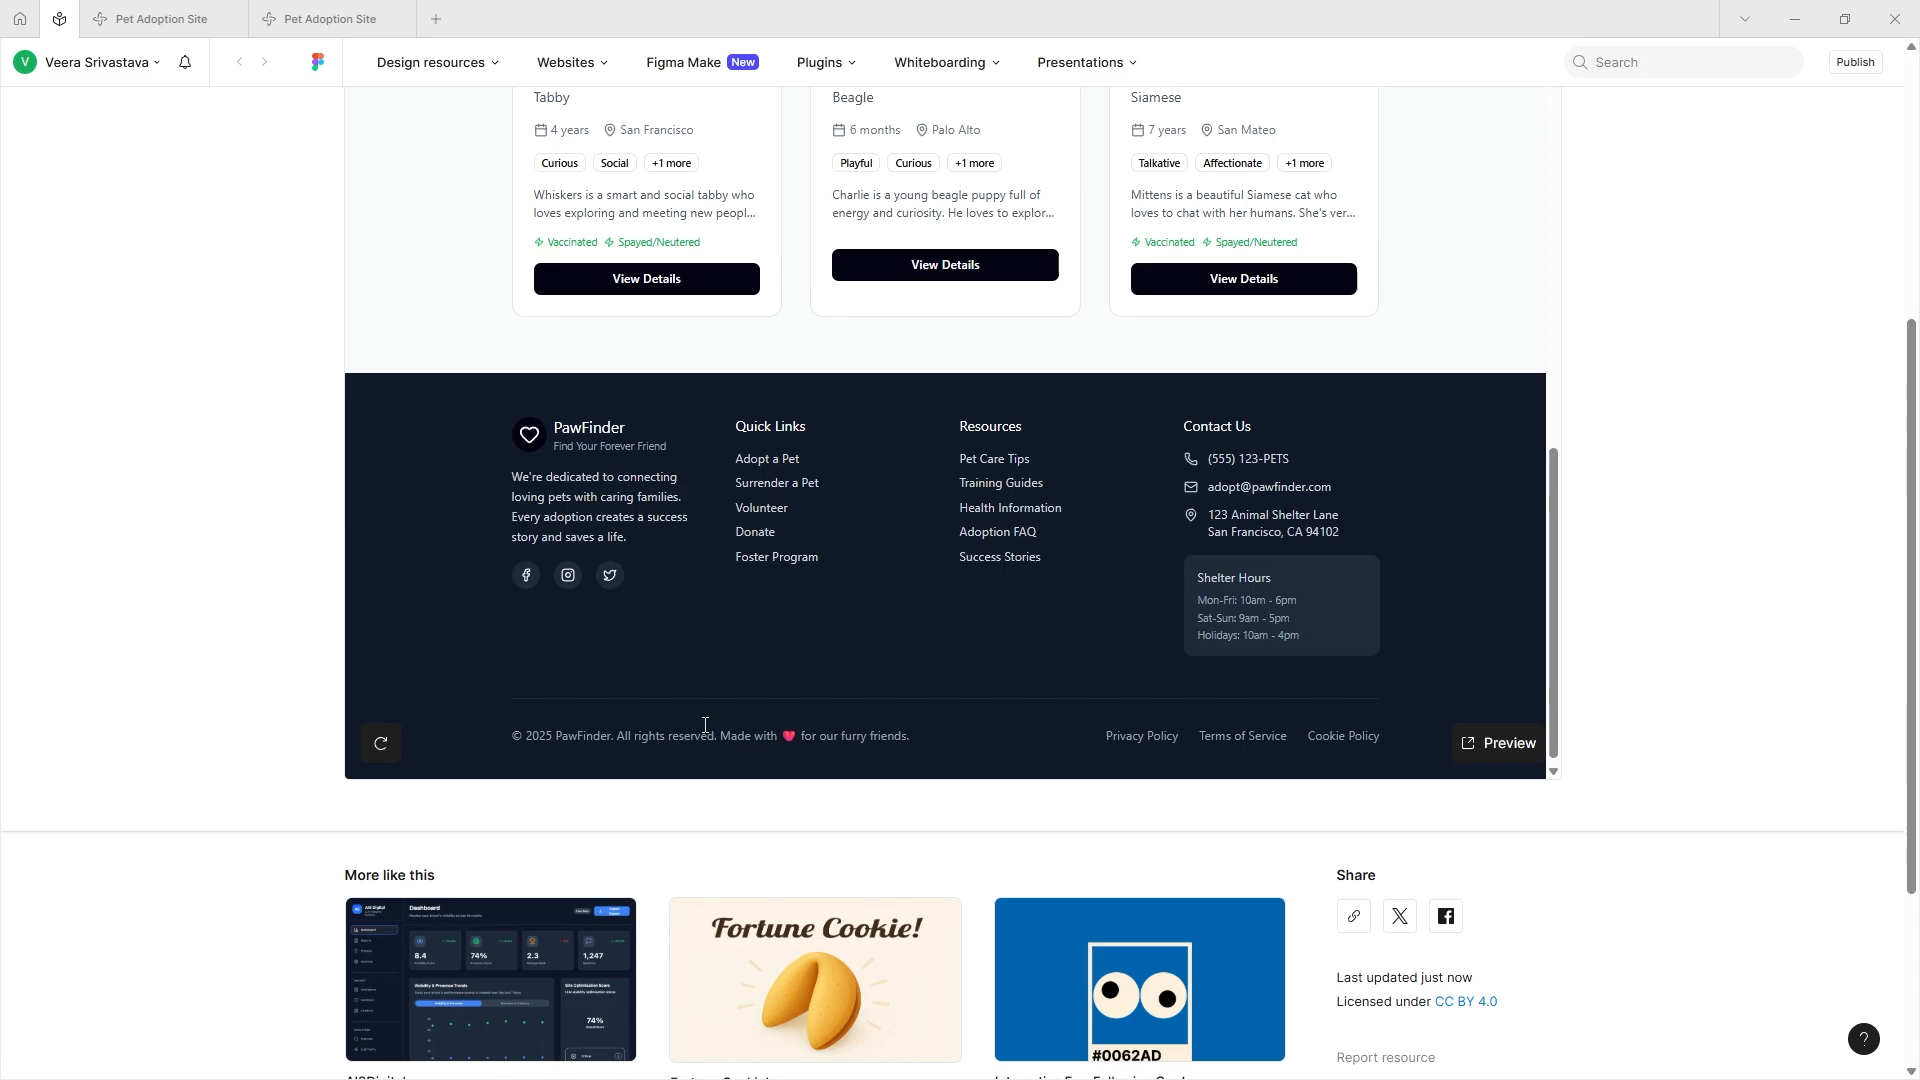 Pet Adoption Site
Pet Adoption Site
V Veera Srivastava
Design resources
Websites
Figma Make New
Plugins
Whiteboarding
Presentations
Search
Publish
Tabby
4 years San Francisco
Curious Social +1 more
Whiskers is a smart and social tabby who
loves exploring and meeting new peopl...
Vaccinated Spayed/Neutered
View Details
Beagle
6 months Palo Alto
Playful Curious +1 more
Charlie is a young beagle puppy full of
energy and curiosity. He loves to explor...
View Details
Siamese
7 years San Mateo
Talkative Affectionate +1 more
Mittens is a beautiful Siamese cat who
loves to chat with her humans. She's ver...
Vaccinated Spayed/Neutered
View Details
PawFinder
Find Your Forever Friend
We're dedicated to connecting
loving pets with caring families.
Every adoption creates a success
story and saves a life.
Quick Links
Adopt a Pet
Surrender a Pet
Volunteer
Donate
Foster Program
Resources
Pet Care Tips
Training Guides
Health Information
Adoption FAQ
Success Stories
Contact Us
(555) 123-PETS
adopt@pawfinder.com
123 Animal Shelter Lane
San Francisco, CA 94102
Shelter Hours
Mon-Fri: 10am - 6pm
Sat-Sun: 9am - 5pm
Holidays: 10am - 4pm
© 2025 PawFinder. All rights reserved. Made with ❤️ for our furry friends.
Privacy Policy Terms of Service Cookie Policy
Preview
More like this
Dashboard
8.4
74%
2.3
1,247
Visibility & Presence Trends
74%
Fortune Cookie!
#0062AD
Share
Last updated just now
Licensed under CC BY 4.0
Report resource
?